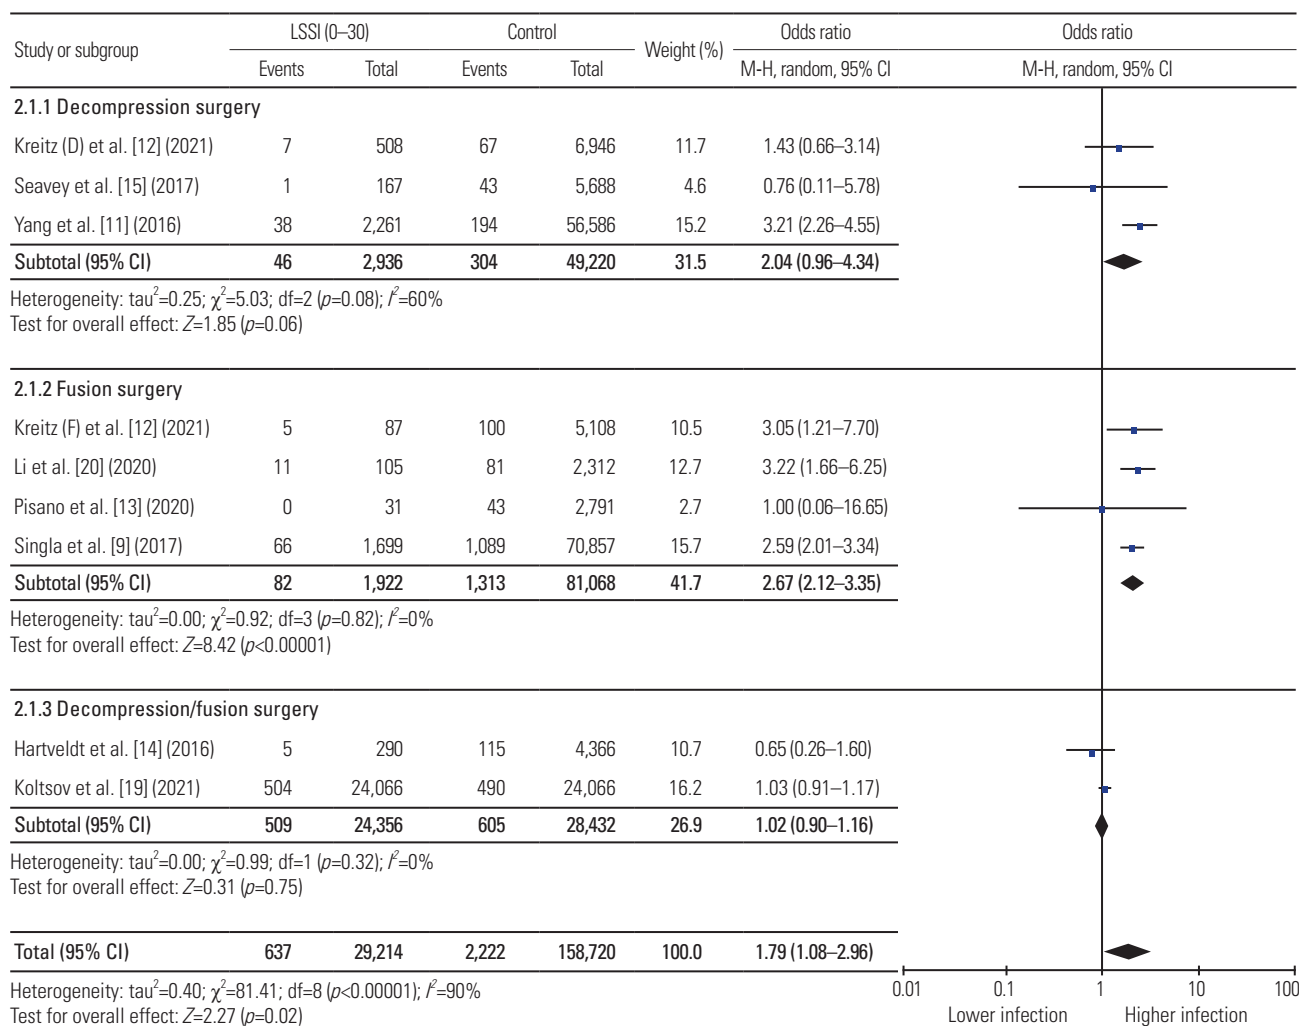 Study or subgroup LSSI (0–30) Control Weight (%) Odds ratio Odds ratio
Events Total Events Total M-H, random, 95% CI M-H, random, 95% CI
2.1.1 Decompression surgery
Kreitz (D) et al. [12] (2021) 7 508 67 6,946 11.7 1.43 (0.66–3.14)
Seavey et al. [15] (2017) 1 167 43 5,688 4.6 0.76 (0.11–5.78)
Yang et al. [11] (2016) 38 2,261 194 56,586 15.2 3.21 (2.26–4.55)
Subtotal (95% CI) 46 2,936 304 49,220 31.5 2.04 (0.96–4.34)
Heterogeneity: tau²=0.25; χ²=5.03; df=2 (p=0.08); I²=60%
Test for overall effect: Z=1.85 (p=0.06)
2.1.2 Fusion surgery
Kreitz (F) et al. [12] (2021) 5 87 100 5,108 10.5 3.05 (1.21–7.70)
Li et al. [20] (2020) 11 105 81 2,312 12.7 3.22 (1.66–6.25)
Pisano et al. [13] (2020) 0 31 43 2,791 2.7 1.00 (0.06–16.65)
Singla et al. [9] (2017) 66 1,699 1,089 70,857 15.7 2.59 (2.01–3.34)
Subtotal (95% CI) 82 1,922 1,313 81,068 41.7 2.67 (2.12–3.35)
Heterogeneity: tau²=0.00; χ²=0.92; df=3 (p=0.82); I²=0%
Test for overall effect: Z=8.42 (p<0.00001)
2.1.3 Decompression/fusion surgery
Hartveldt et al. [14] (2016) 5 290 115 4,366 10.7 0.65 (0.26–1.60)
Koltsov et al. [19] (2021) 504 24,066 490 24,066 16.2 1.03 (0.91–1.17)
Subtotal (95% CI) 509 24,356 605 28,432 26.9 1.02 (0.90–1.16)
Heterogeneity: tau²=0.00; χ²=0.99; df=1 (p=0.32); I²=0%
Test for overall effect: Z=0.31 (p=0.75)
Total (95% CI) 637 29,214 2,222 158,720 100.0 1.79 (1.08–2.96)
Heterogeneity: tau²=0.40; χ²=81.41; df=8 (p<0.00001); I²=90%
Test for overall effect: Z=2.27 (p=0.02)
0.01 0.1 1 10 100
Lower infection Higher infection